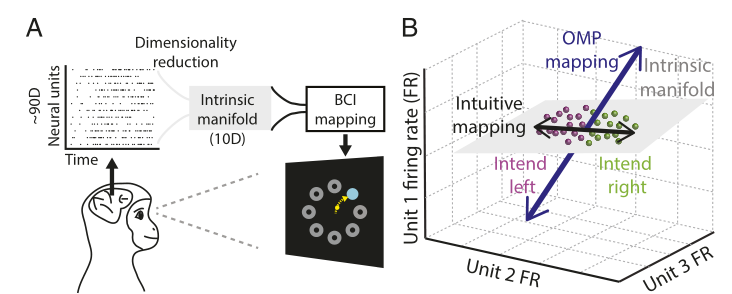 A
Dimensionality
reduction
~90D
Neural units
Time
Intrinsic
manifold
(10D)
BCI
mapping
B
OMP
mapping
Intrinsic
manifold
Intuitive
mapping
Intend
left
Intend
right
Unit 1 firing rate (FR)
Unit 2 FR
Unit 3 FR